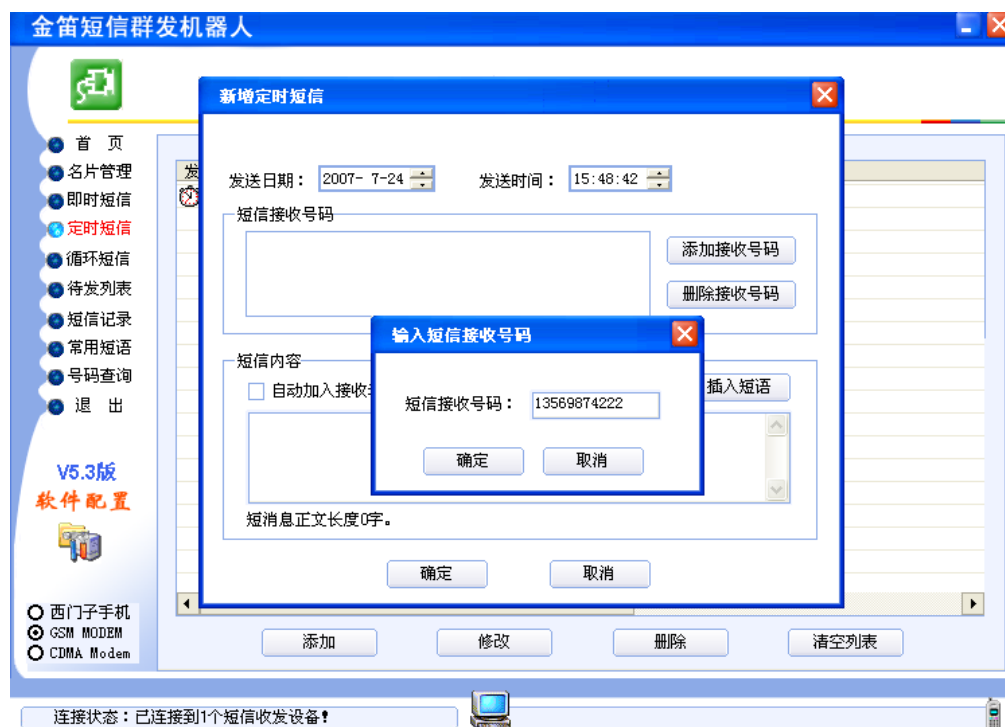 金笛短信群发机器人
新增定时短信
首 页
名片管理
即时短信
定时短信
循环短信
待发列表
短信记录
常用短语
号码查询
退 出
V5.3版
软件配置
西门子手机
GSM MODEM
CDMA Modem
发
发送日期： 2007- 7-24 发送时间： 15:48:42
短信接收号码
添加接收号码
删除接收号码
输入短信接收号码
短信接收号码： 13569874222
确定 取消
短信内容
自动加入接收
插入短语
短消息正文长度0字。
确定 取消
添加 修改 删除 清空列表
连接状态：已连接到1个短信收发设备!